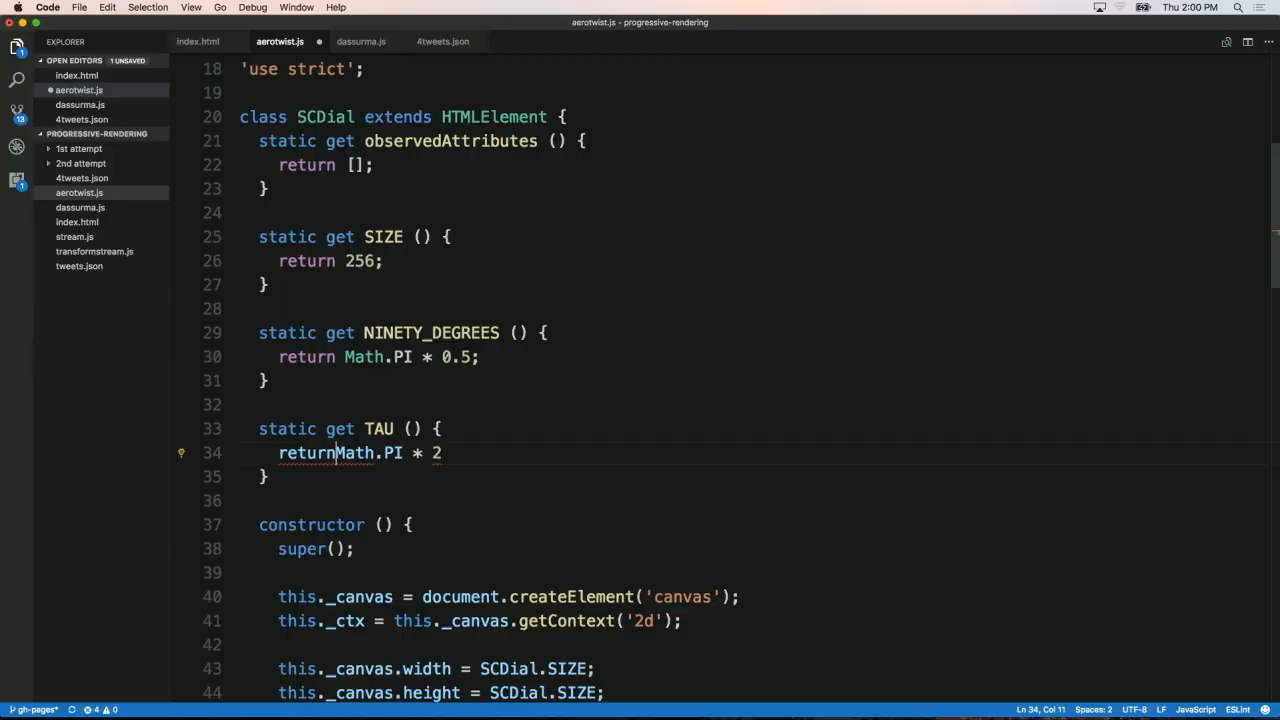 Code File Edit Selection View Go Debug Window Help Thu 2:00 PM
aerotwist.js - progressive-rendering
EXPLORER
index.html aerotwist.js dassurma.js 4tweets.json
OPEN EDITORS 1 UNSAVED
index.html
aerotwist.js
dassurma.js
4tweets.json
PROGRESSIVE-RENDERING
1st attempt
2nd attempt
4tweets.json
aerotwist.js
dassurma.js
index.html
stream.js
transformstream.js
tweets.json
1
13
1
18 'use strict';
19
20 class SCDial extends HTMLElement {
21 static get observedAttributes () {
22 return [];
23 }
24
25 static get SIZE () {
26 return 256;
27 }
28
29 static get NINETY_DEGREES () {
30 return Math.PI * 0.5;
31 }
32
33 static get TAU () {
34 returnMath.PI * 2
35 }
36
37 constructor () {
38 super();
39
40 this._canvas = document.createElement('canvas');
41 this._ctx = this._canvas.getContext('2d');
42
43 this._canvas.width = SCDial.SIZE;
44 this._canvas.height = SCDial.SIZE;
gh-pages* 4 0 Ln 34, Col 11 Spaces: 2 UTF-8 LF JavaScript ESLint